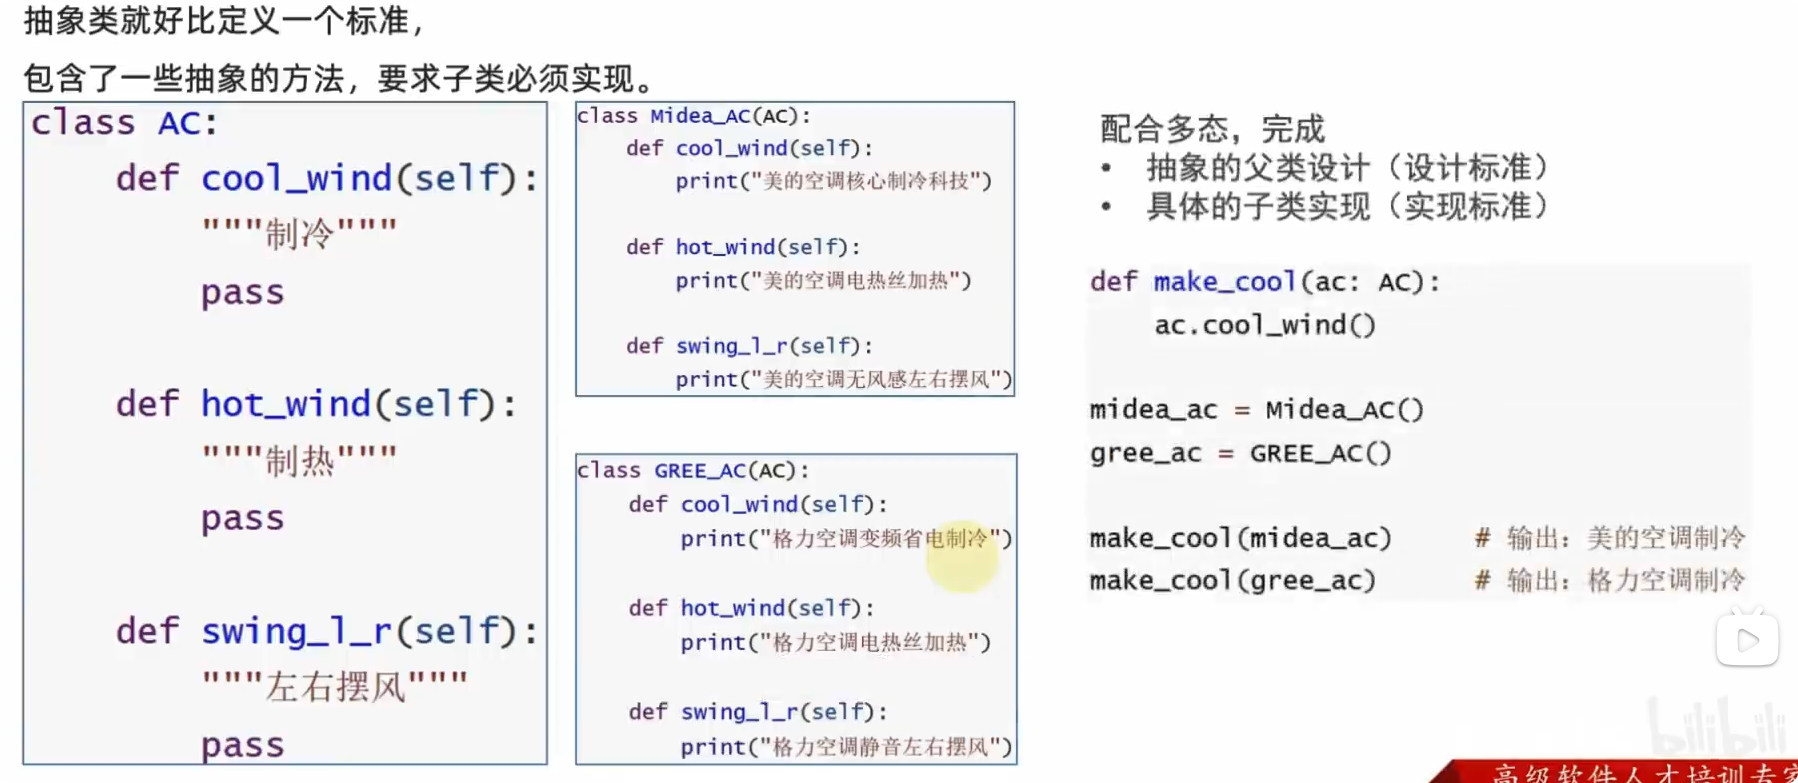 抽象类就好比定义一个标准，
包含了一些抽象的方法，要求子类必须实现。
class AC:
def cool_wind(self):
"""制冷"""
pass
def hot_wind(self):
"""制热"""
pass
def swing_l_r(self):
"""左右摆风"""
pass
class Midea_AC(AC):
def cool_wind(self):
print("美的空调核心制冷科技")
def hot_wind(self):
print("美的空调电热丝加热")
def swing_l_r(self):
print("美的空调无风感左右摆风")
class GREE_AC(AC):
def cool_wind(self):
print("格力空调变频省电制冷")
def hot_wind(self):
print("格力空调电热丝加热")
def swing_l_r(self):
print("格力空调静音左右摆风")
配合多态，完成
• 抽象的父类设计（设计标准）
• 具体的子类实现（实现标准）
def make_cool(ac: AC):
ac.cool_wind()
midea_ac = Midea_AC()
gree_ac = GREE_AC()
make_cool(midea_ac) # 输出：美的空调制冷
make_cool(gree_ac) # 输出：格力空调制冷
bilibili
高级软件人才培训专家